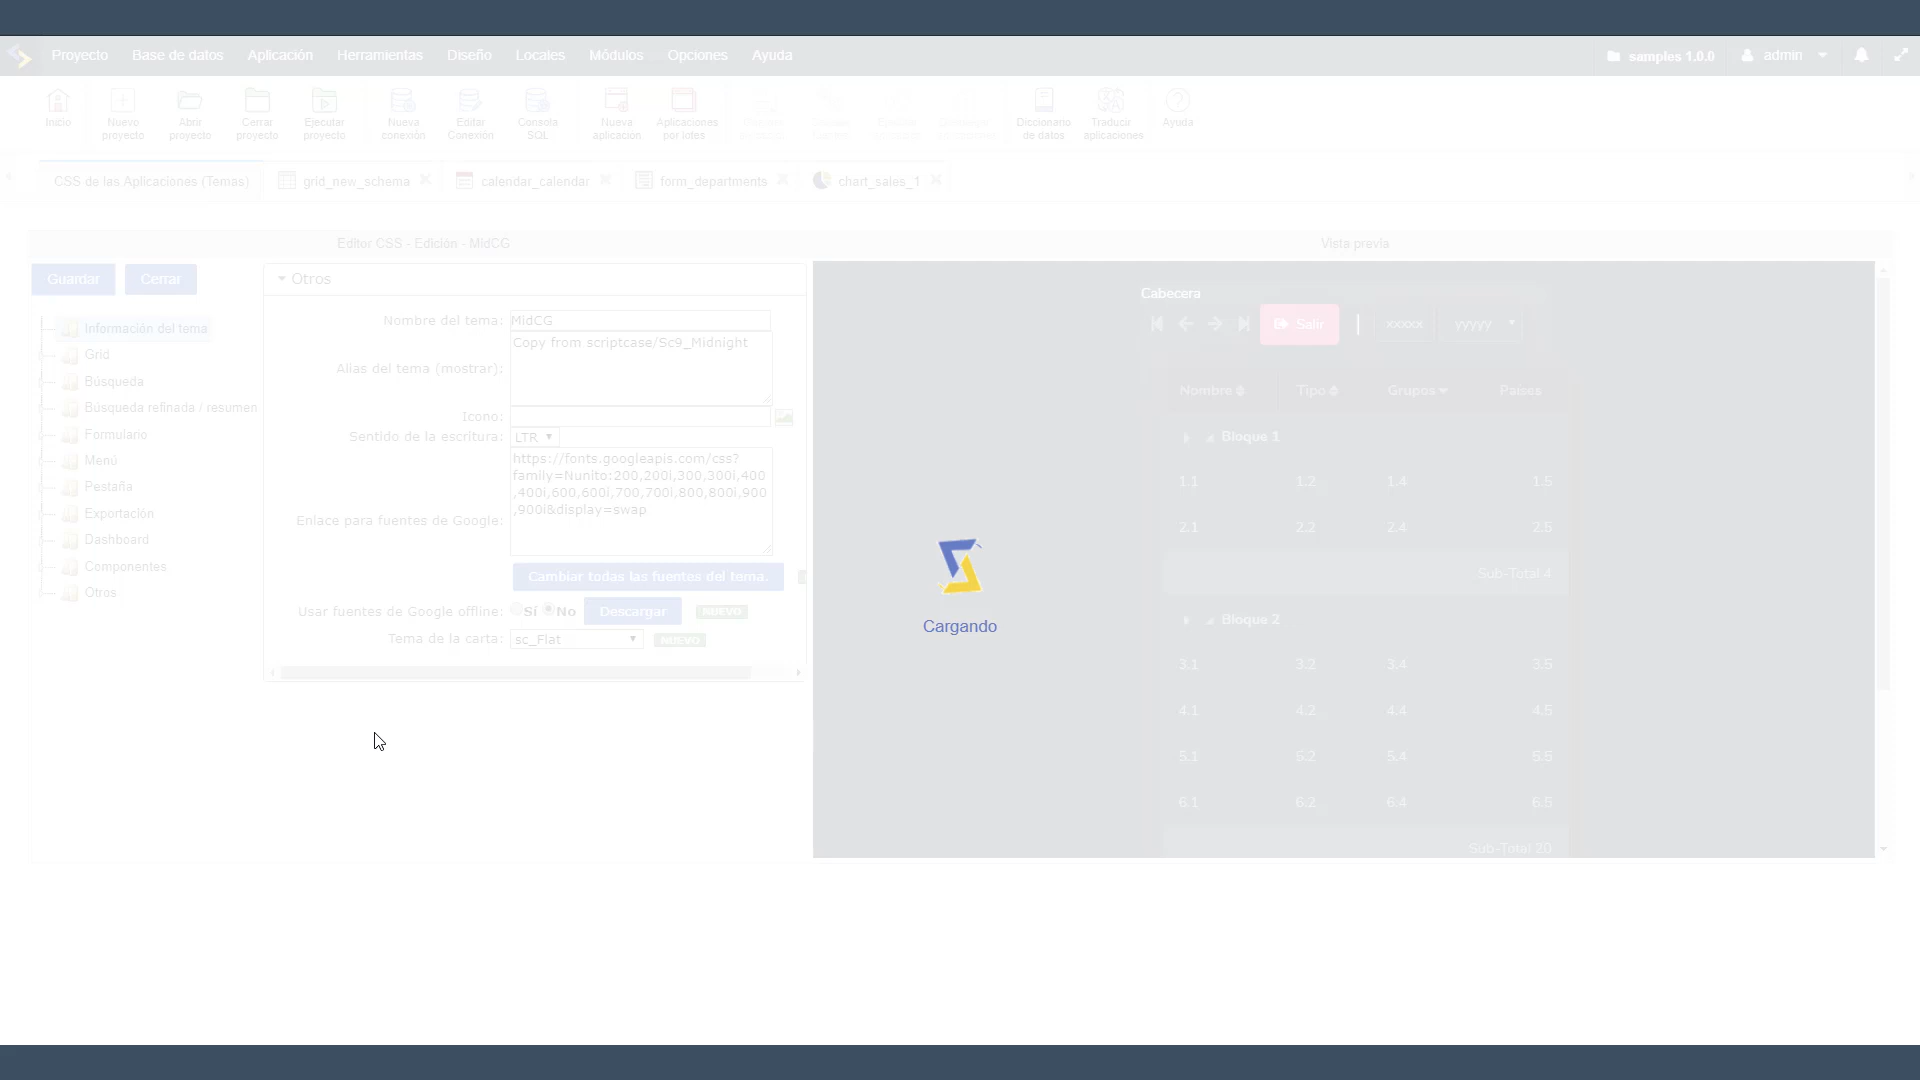 Proyecto Base de datos Aplicación Herramientas Diseño Locales Módulos Opciones Ayuda samples 1.0.0 admin
Inicio Nuevo proyecto Abrir proyecto Cerrar proyecto Ejecutar proyecto Nueva conexión Editar Conexión Consola SQL Nueva aplicación Aplicaciones por lotes Diccionario de datos Traducir aplicaciones Ayuda
CSS de las Aplicaciones (Temas) grid_new_schema calendar_calendar form_departments chart_sales_1
Editor CSS - Edición - MidCG
Vista previa
Guardar Cerrar
Información del tema
Grid
Búsqueda
Búsqueda refinada / resumen
Formulario
Menú
Pestaña
Exportación
Dashboard
Componentes
Otros
Otros
Nombre del tema: MidCG
Alias del tema (mostrar): Copy from scriptcase/Sc9_Midnight
Icono:
Sentido de la escritura: LTR
Enlace para fuentes de Google:
https://fonts.googleapis.com/css?
family=Nunito:200,200i,300,300i,400
,400i,600,600i,700,700i,800,800i,900
,900i&display=swap
Cambiar todas las fuentes del tema.
Usar fuentes de Google offline: Sí No Descargar NUEVO
Tema de la carta: sc_Flat NUEVO
Cargando
Cabecera
Salir xxxxx yyyyy
Nombre Tipo Grupos Paises
Bloque 1
1.1 1.2 1.4 1.5
2.1 2.2 2.4 2.5
Sub-Total 4
Bloque 2
3.1 3.2 3.4 3.5
4.1 4.2 4.4 4.5
5.1 5.2 5.4 5.5
6.1 6.2 6.4 6.5
Sub-Total 20